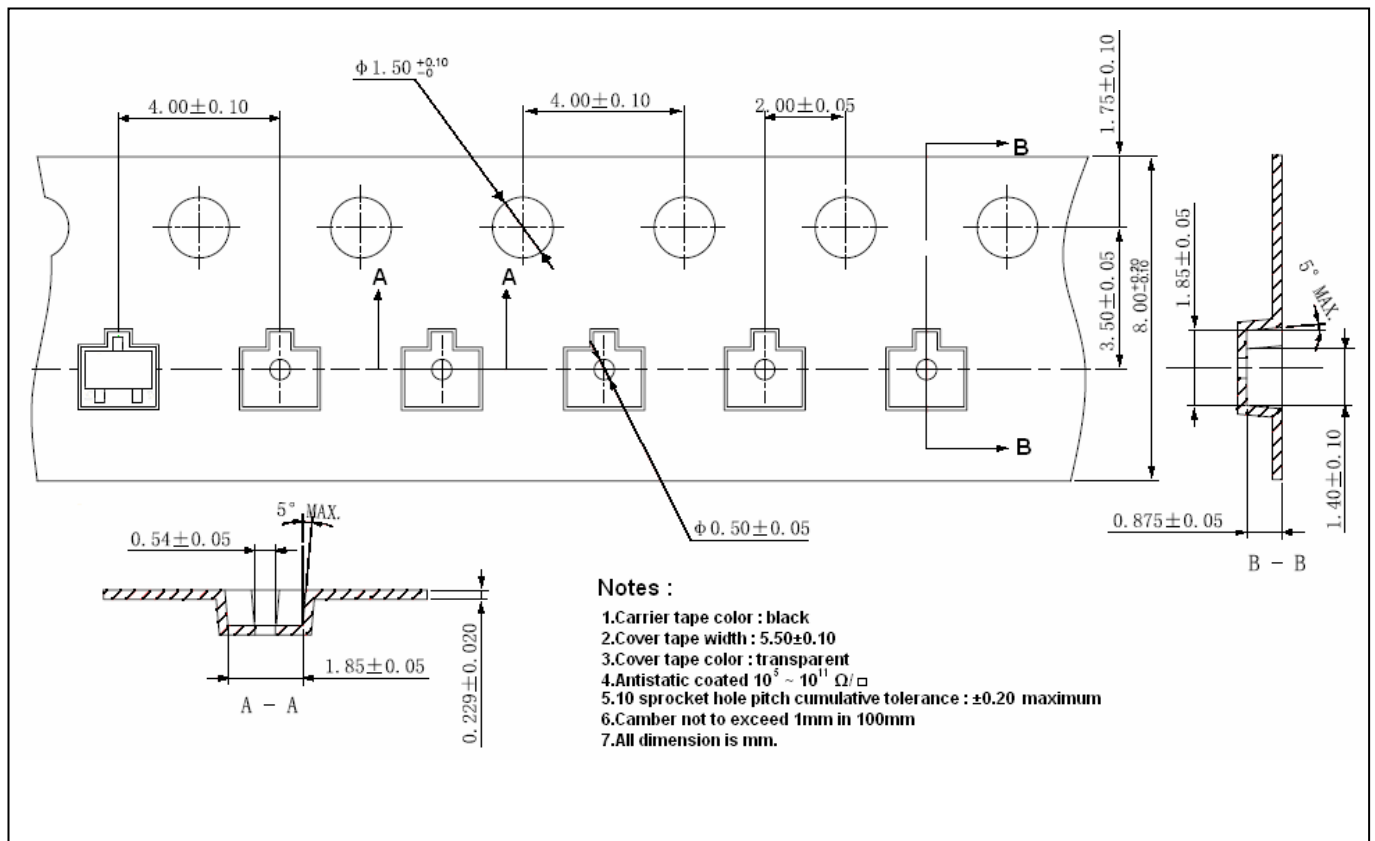 φ1.50 +0.10 -0
4.00±0.10
4.00±0.10
2.00±0.05
1.75±0.10
B
A
A
3.50±0.05
8.00 +0.20 -0.10
1.85±0.05
5° MAX.
B
1.40±0.10
0.875±0.05
B - B
φ0.50±0.05
5° MAX.
0.54±0.05
1.85±0.05
0.229±0.020
A - A
Notes :
1.Carrier tape color : black
2.Cover tape width : 5.50±0.10
3.Cover tape color : transparent
4.Antistatic coated 10⁵ ~ 10¹¹ Ω/□
5.10 sprocket hole pitch cumulative tolerance : ±0.20 maximum
6.Camber not to exceed 1mm in 100mm
7.All dimension is mm.